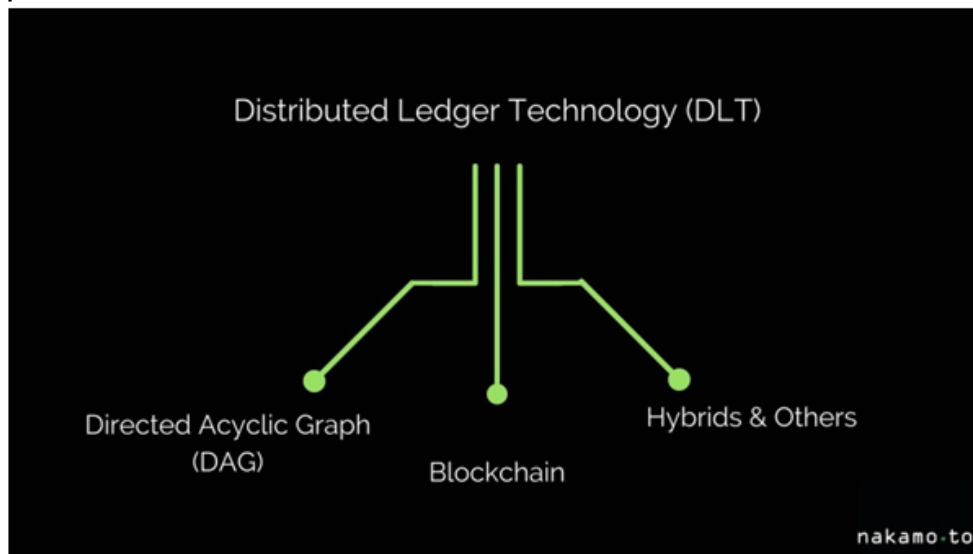 Distributed Ledger Technology (DLT)
Directed Acyclic Graph
(DAG)
Blockchain
Hybrids & Others
nakamo.to